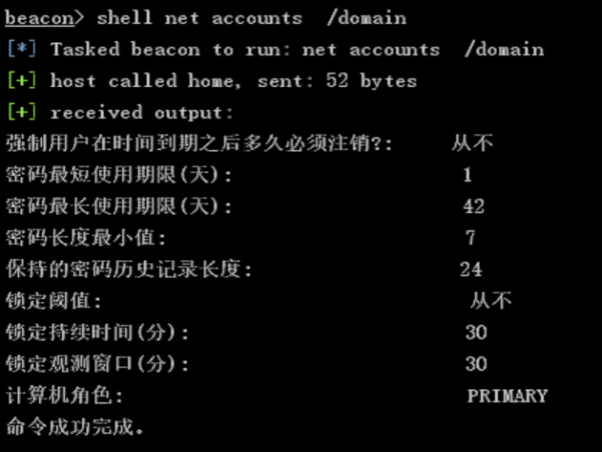 beacon> shell net accounts  /domain
[*] Tasked beacon to run: net accounts  /domain
[+] host called home, sent: 52 bytes
[+] received output:
强制用户在时间到期之后多久必须注销?:     从不
密码最短使用期限(天):                    1
密码最长使用期限(天):                    42
密码长度最小值:                          7
保持的密码历史记录长度:                  24
锁定阈值:                                从不
锁定持续时间(分):                        30
锁定观测窗口(分):                        30
计算机角色:                              PRIMARY
命令成功完成。